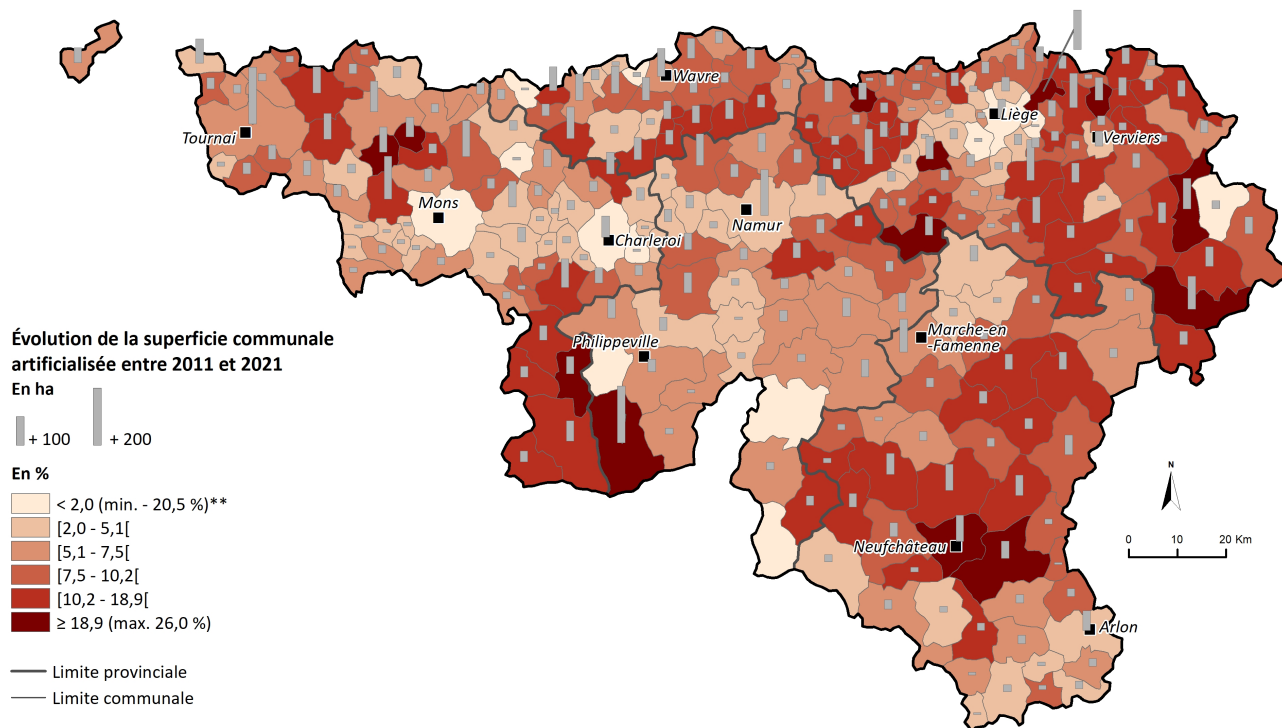 Wavre
Liège
Tournai
Verviers
Mons
Namur
Charleroi
Évolution de la superficie communale
artificialisée entre 2011 et 2021
En ha
+ 100
+ 200
Philippeville
Marche-en
-Famenne
En %
< 2,0 (min. - 20,5 %)**
[2,0 - 5,1[
[5,1 - 7,5[
[7,5 - 10,2[
[10,2 - 18,9[
≥ 18,9 (max. 26,0 %)
N
Neufchâteau
0 10 20 Km
Arlon
Limite provinciale
Limite communale